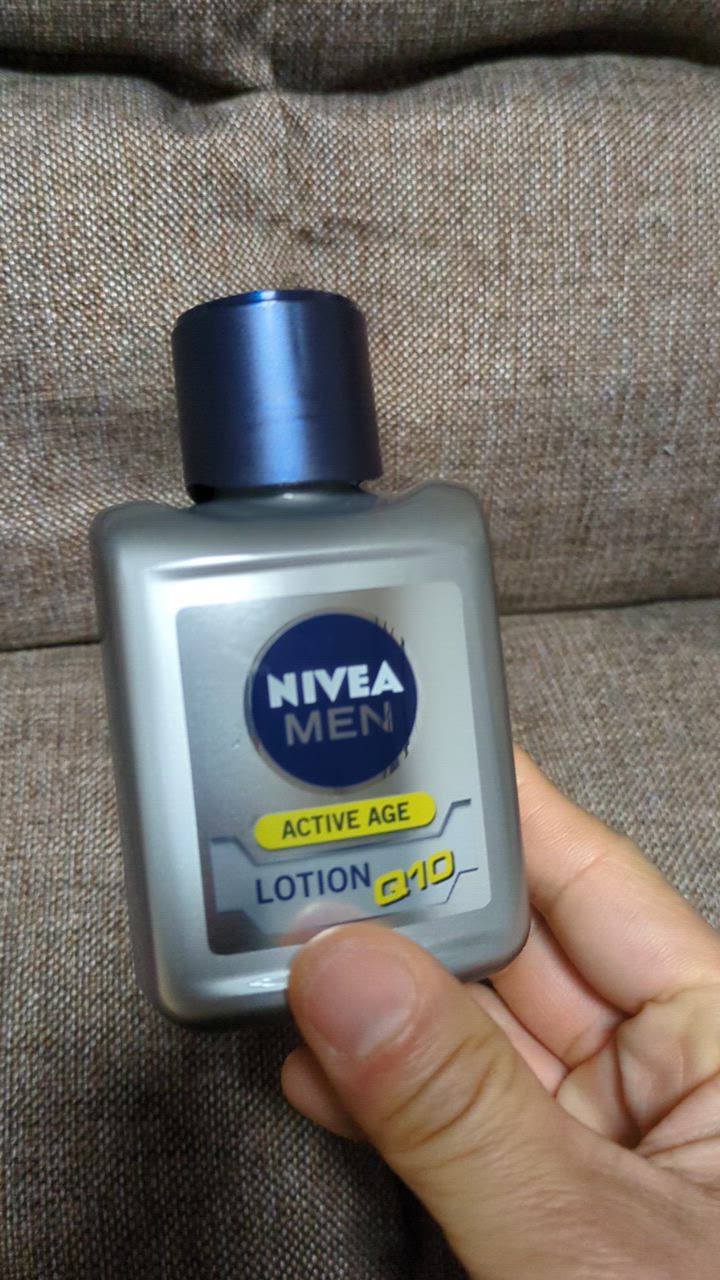 NIVEA
MEN
ACTIVE AGE
LOTION Q10